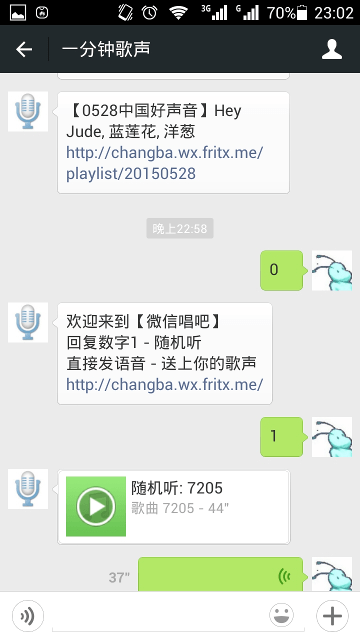 3G
G
70%
23:02
一分钟歌声
【0528中国好声音】Hey
Jude, 蓝莲花, 洋葱
http://changba.wx.fritx.me/
playlist/20150528
晚上22:58
0
欢迎来到【微信唱吧】
回复数字1 - 随机听
直接发语音 - 送上你的歌声
http://changba.wx.fritx.me/
1
随机听: 7205
歌曲 7205 - 44"
37"